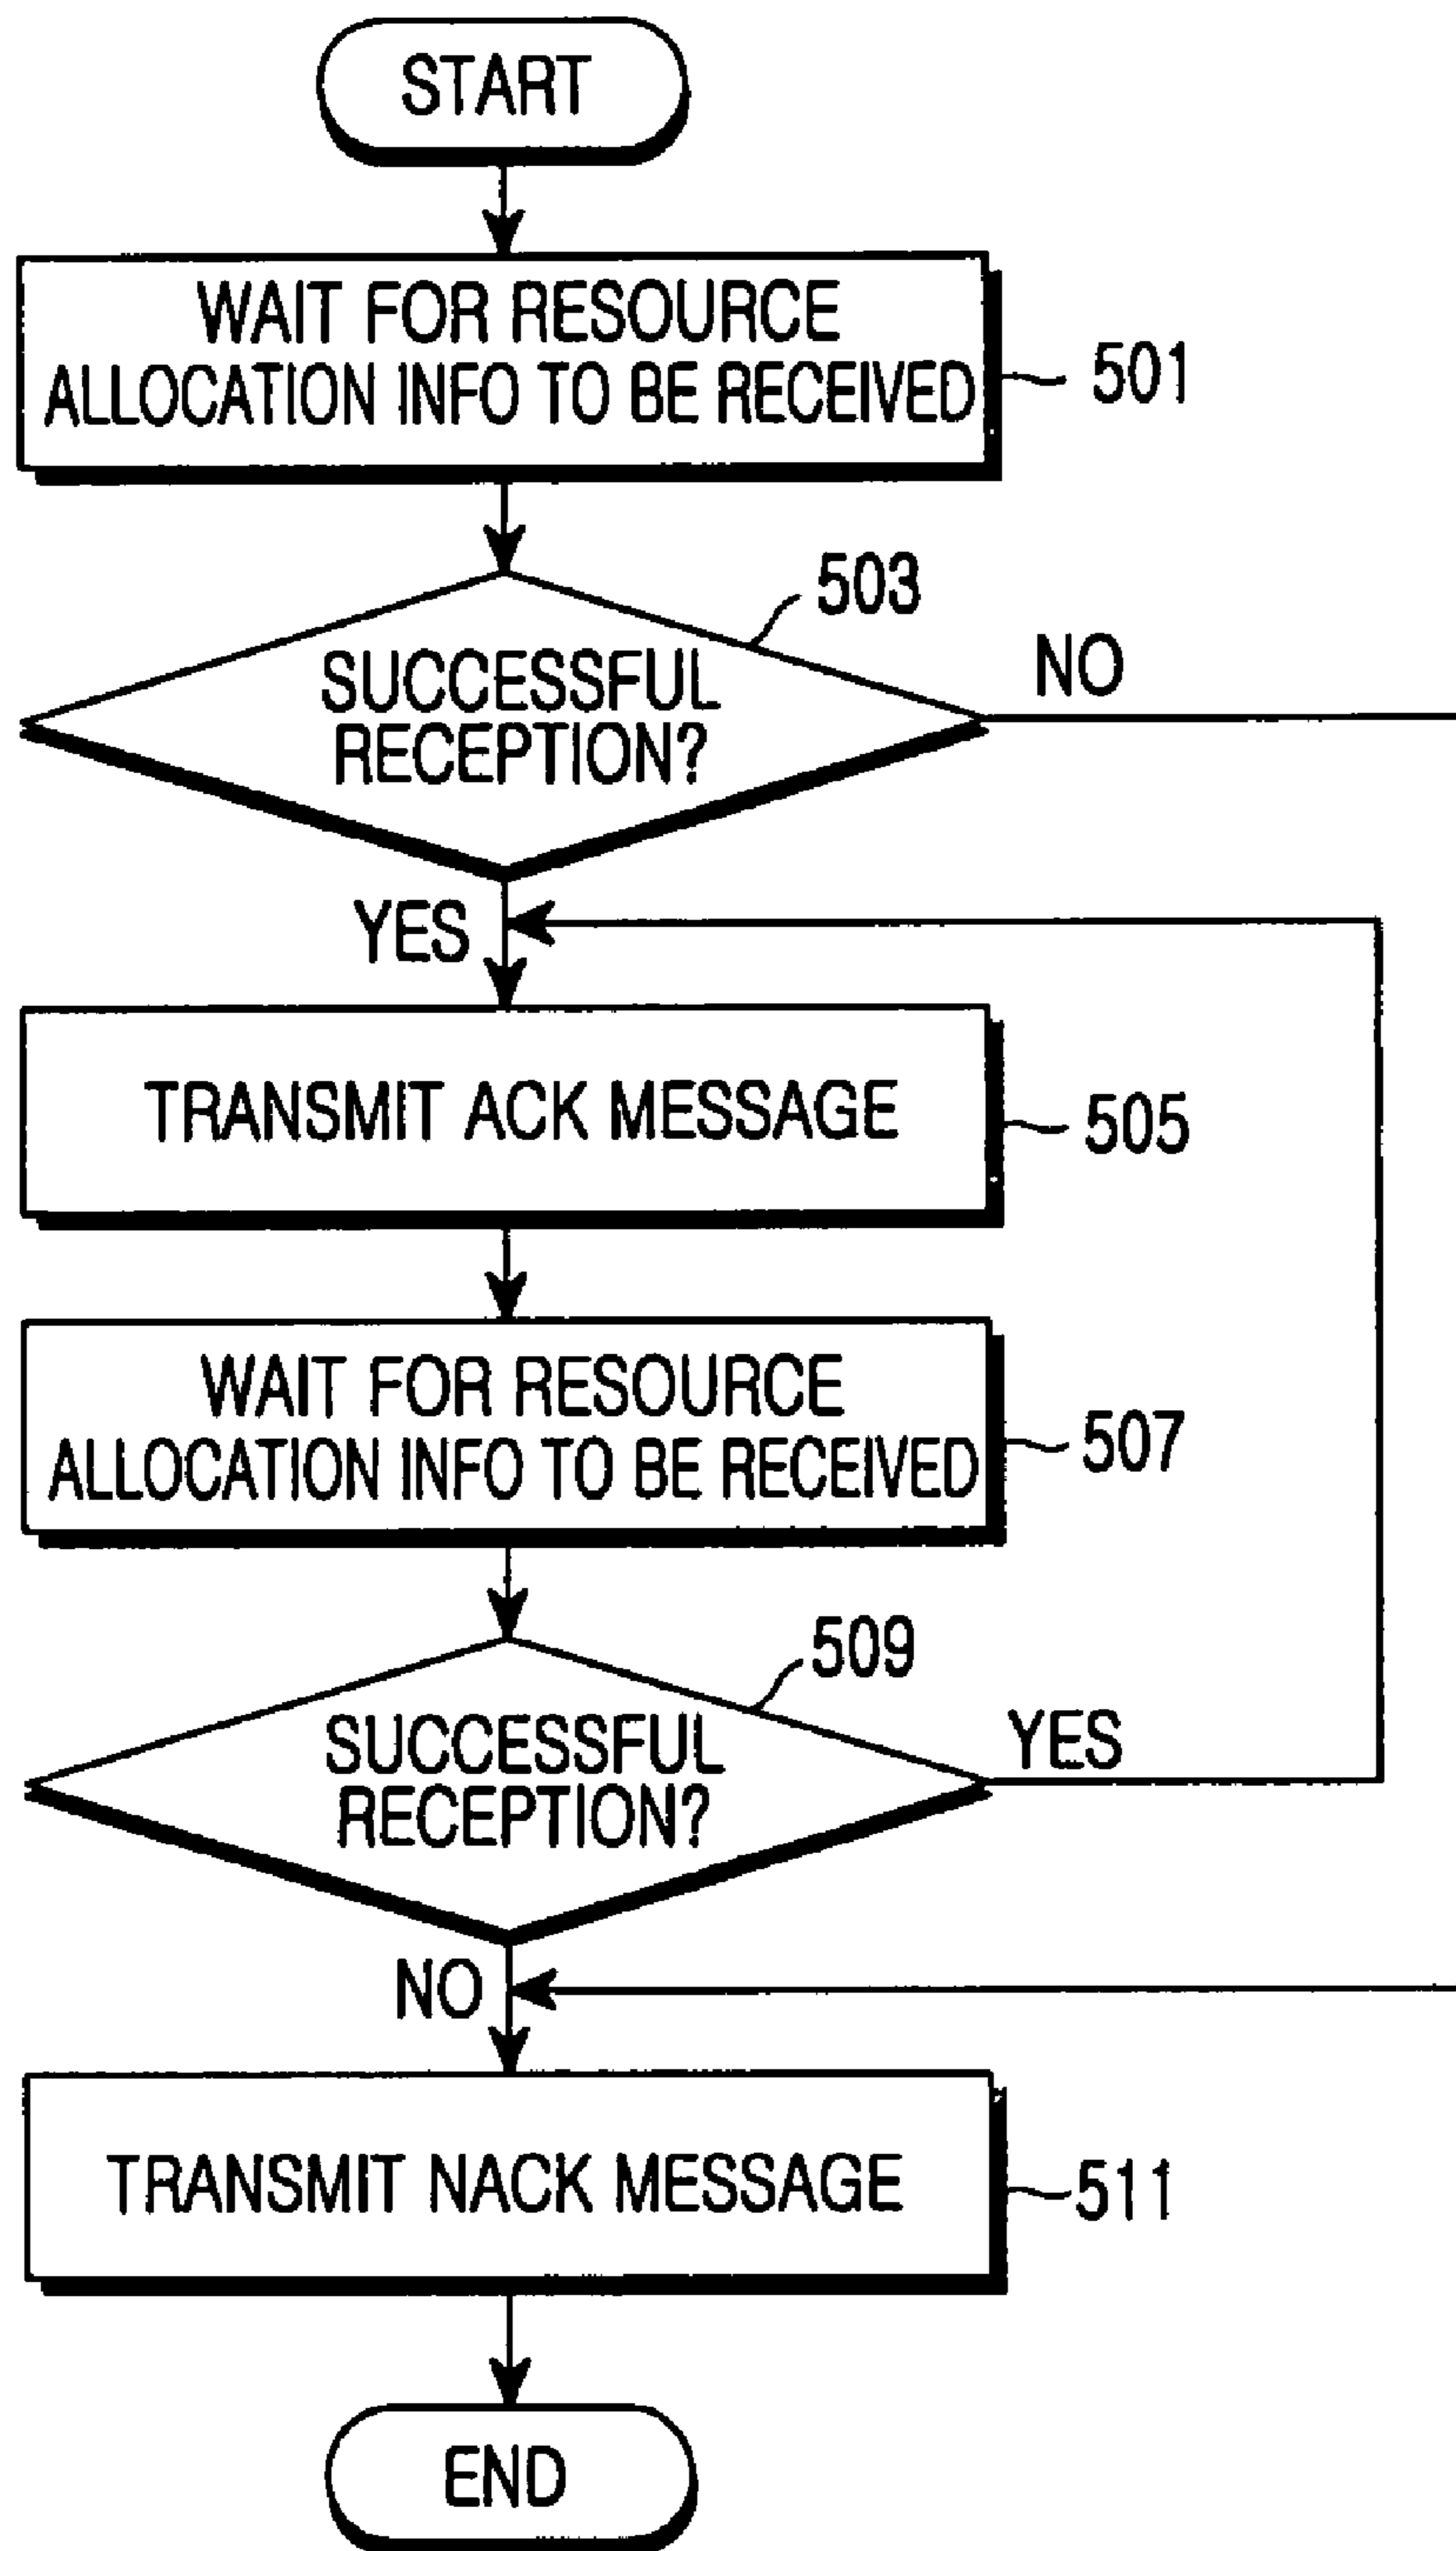 START
WAIT FOR RESOURCE
ALLOCATION INFO TO BE RECEIVED
501
503
SUCCESSFUL
RECEPTION?
NO
YES
TRANSMIT ACK MESSAGE
505
WAIT FOR RESOURCE
ALLOCATION INFO TO BE RECEIVED
507
509
SUCCESSFUL
RECEPTION?
YES
NO
TRANSMIT NACK MESSAGE
511
END